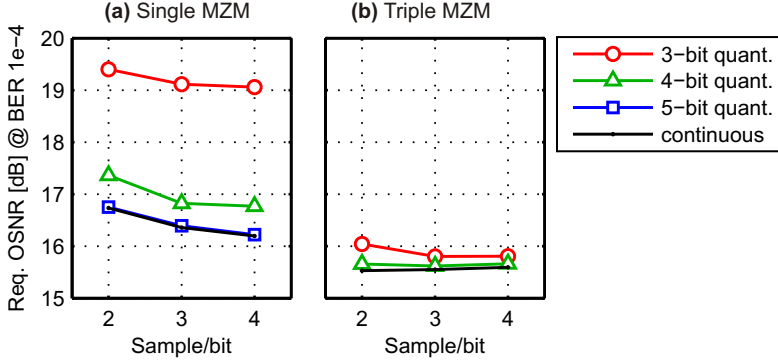 (a) Single MZM
(b) Triple MZM
Req. OSNR [dB] @ BER 1e−4
20
19
18
17
16
15
2 3 4
Sample/bit
2 3 4
Sample/bit
3−bit quant.
4−bit quant.
5−bit quant.
continuous